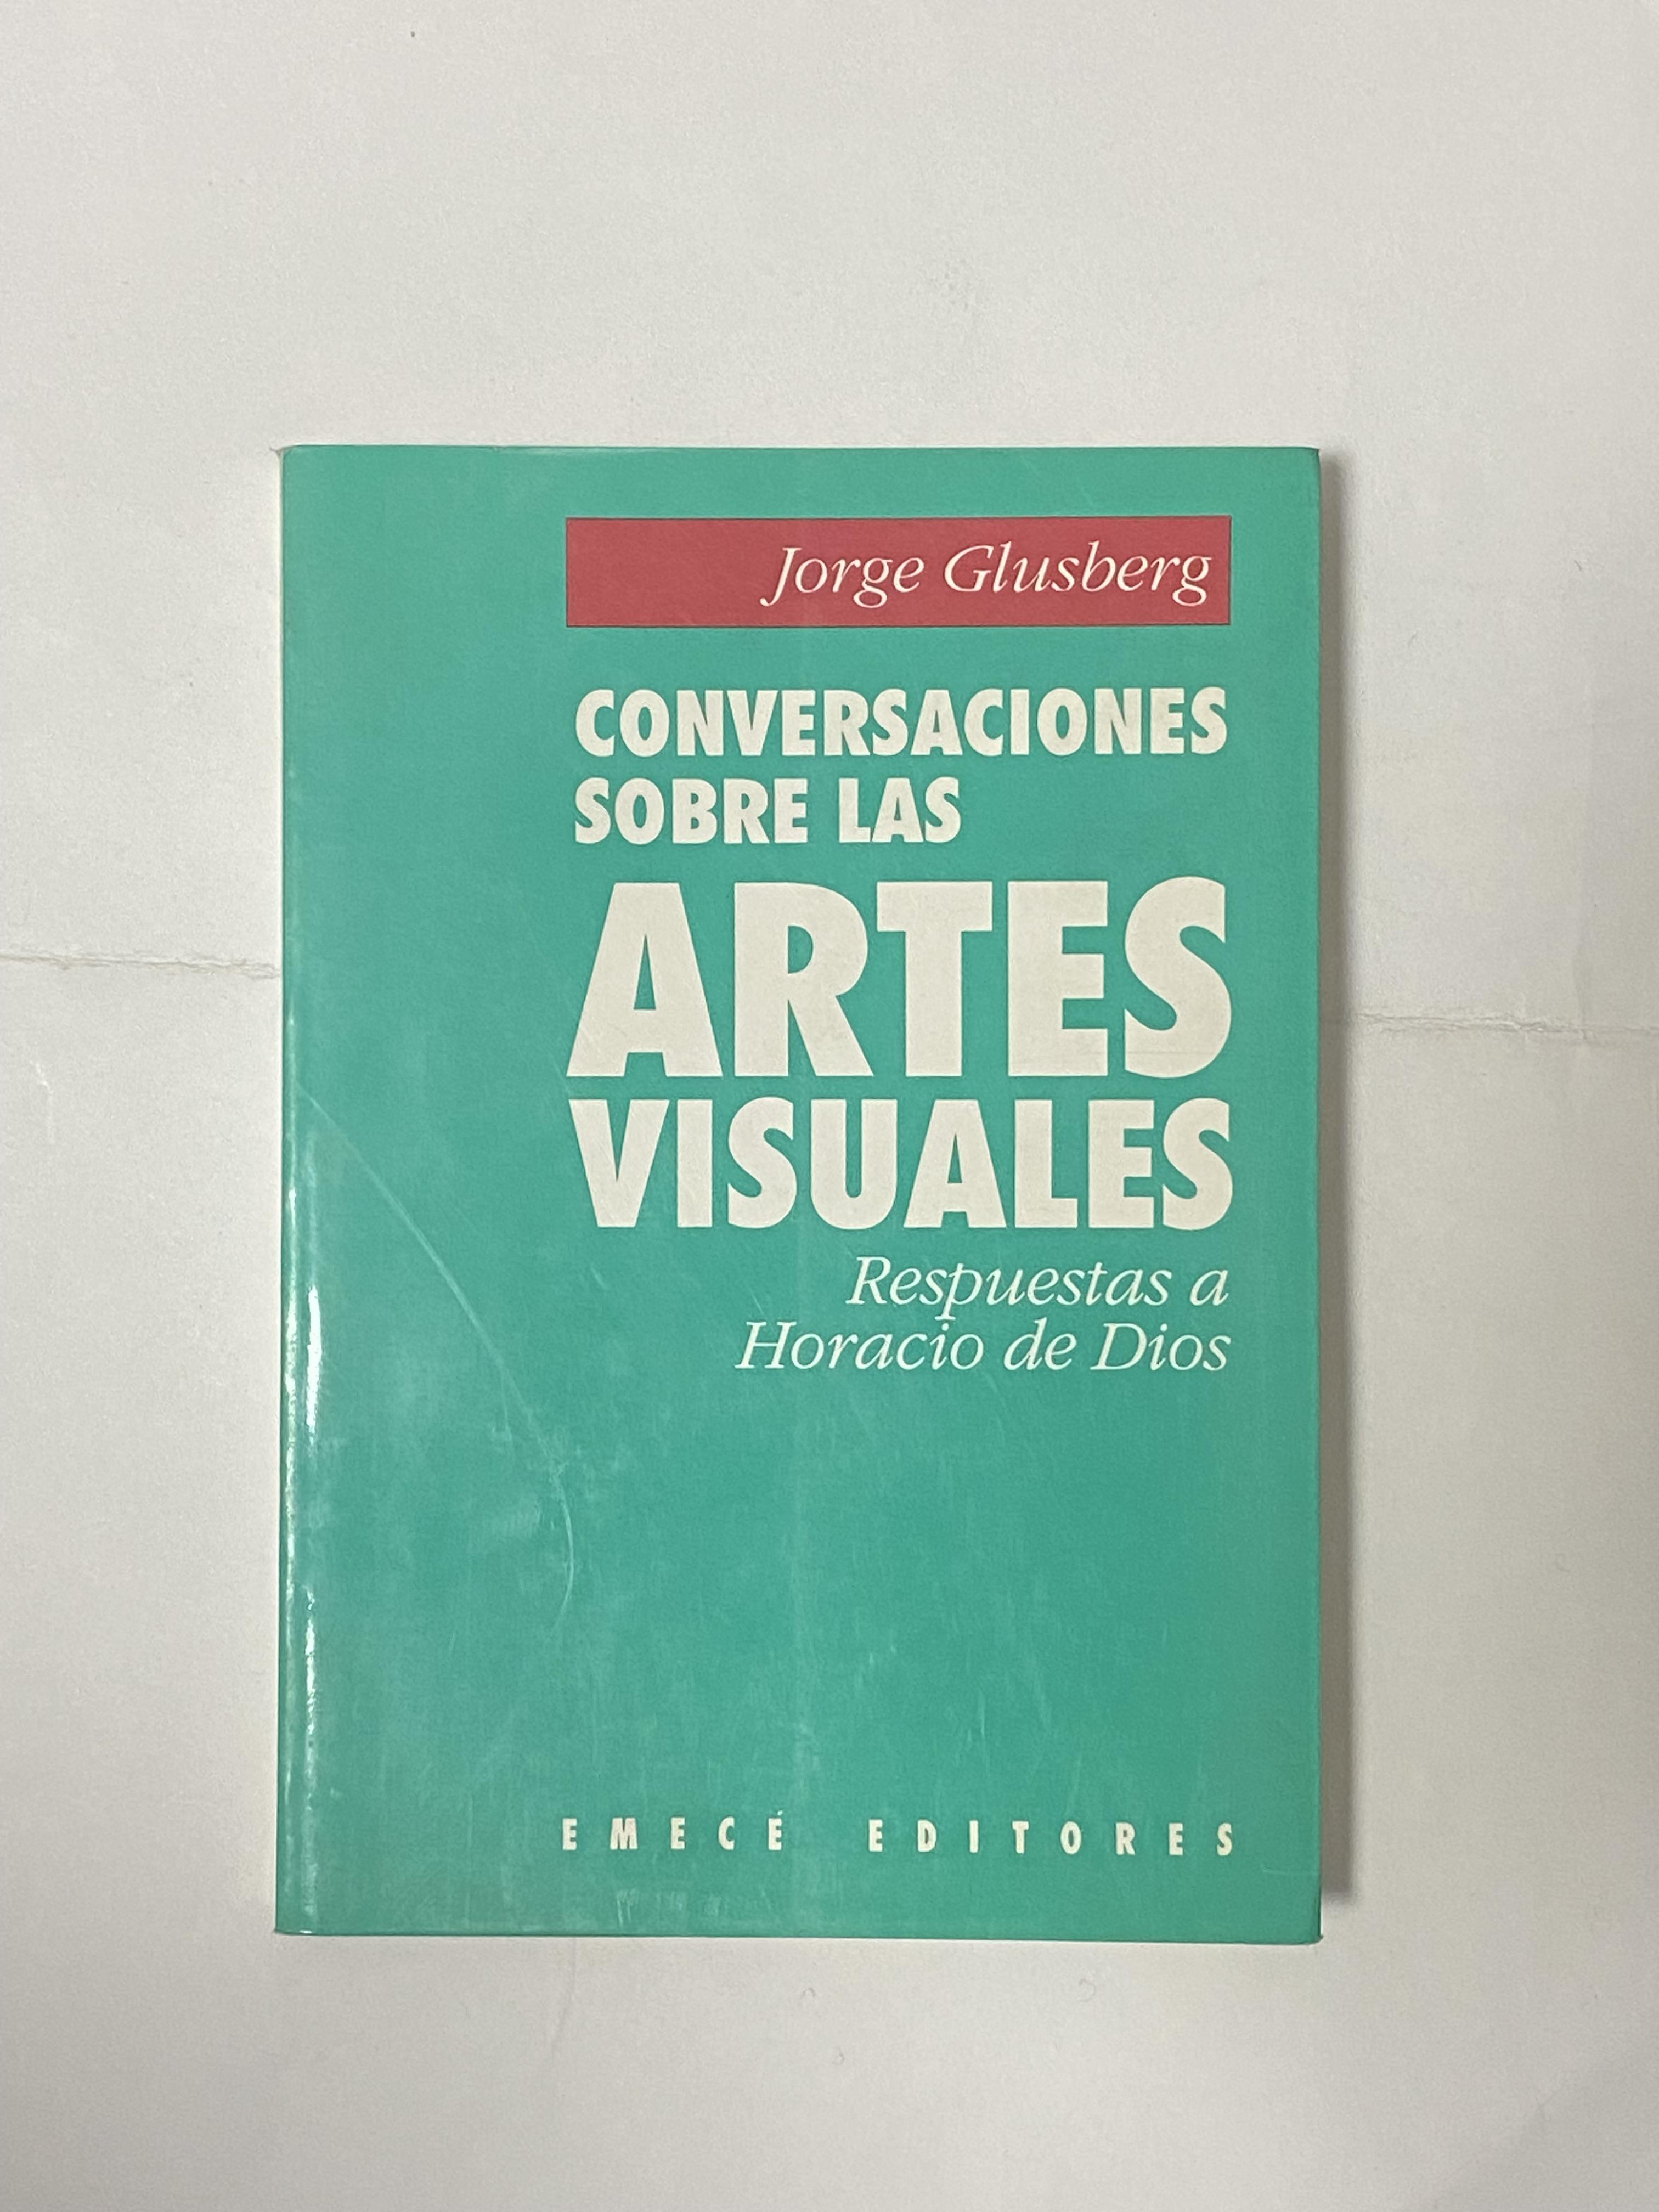 Jorge Glusberg
CONVERSACIONES
SOBRE LAS
ARTES
VISUALES
Respuestas a
Horacio de Dios
EMECÉ EDITORES